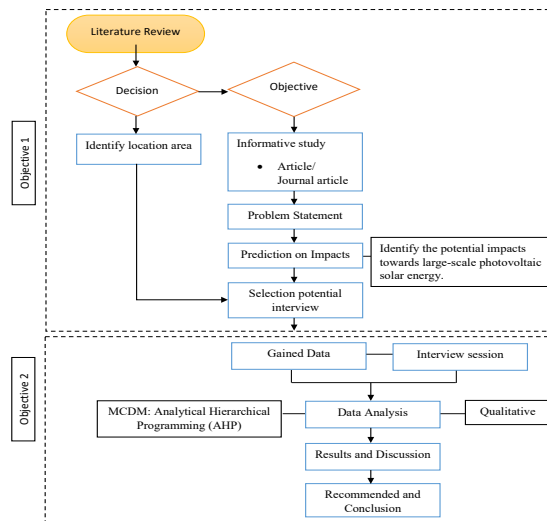 Literature Review
Decision
Objective
Objective 1
Identify location area
Informative study
• Article/
Journal article
Problem Statement
Prediction on Impacts
Identify the potential impacts
towards large-scale photovoltaic
solar energy.
Selection potential
interview
Objective 2
Gained Data
Interview session
MCDM: Analytical Hierarchical
Programming (AHP)
Data Analysis
Qualitative
Results and Discussion
Recommended and
Conclusion